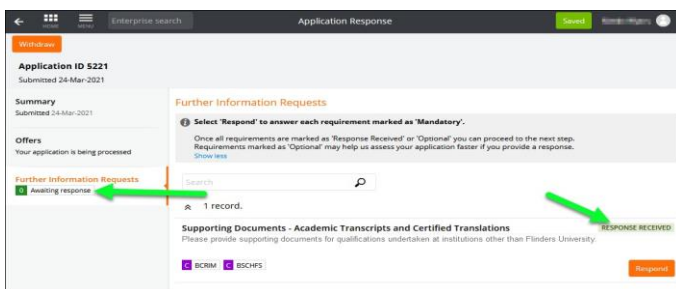 HOME
MENU
Enterprise search
Application Response
Saved
Withdraw
Application ID 5221
Submitted 24-Mar-2021
Summary
Submitted 24-Mar-2021
Offers
Your application is being processed
Further Information Requests
0 Awaiting response
Further Information Requests
Select 'Respond' to answer each requirement marked as 'Mandatory'.
Once all requirements are marked as 'Response Received' or 'Optional' you can proceed to the next step.
Requirements marked as 'Optional' may help us assess your application faster if you provide a response.
Show less
Search
1 record.
Supporting Documents - Academic Transcripts and Certified Translations
RESPONSE RECEIVED
Please provide supporting documents for qualifications undertaken at institutions other than Flinders University.
C BCRIM C BSCHFS
Respond